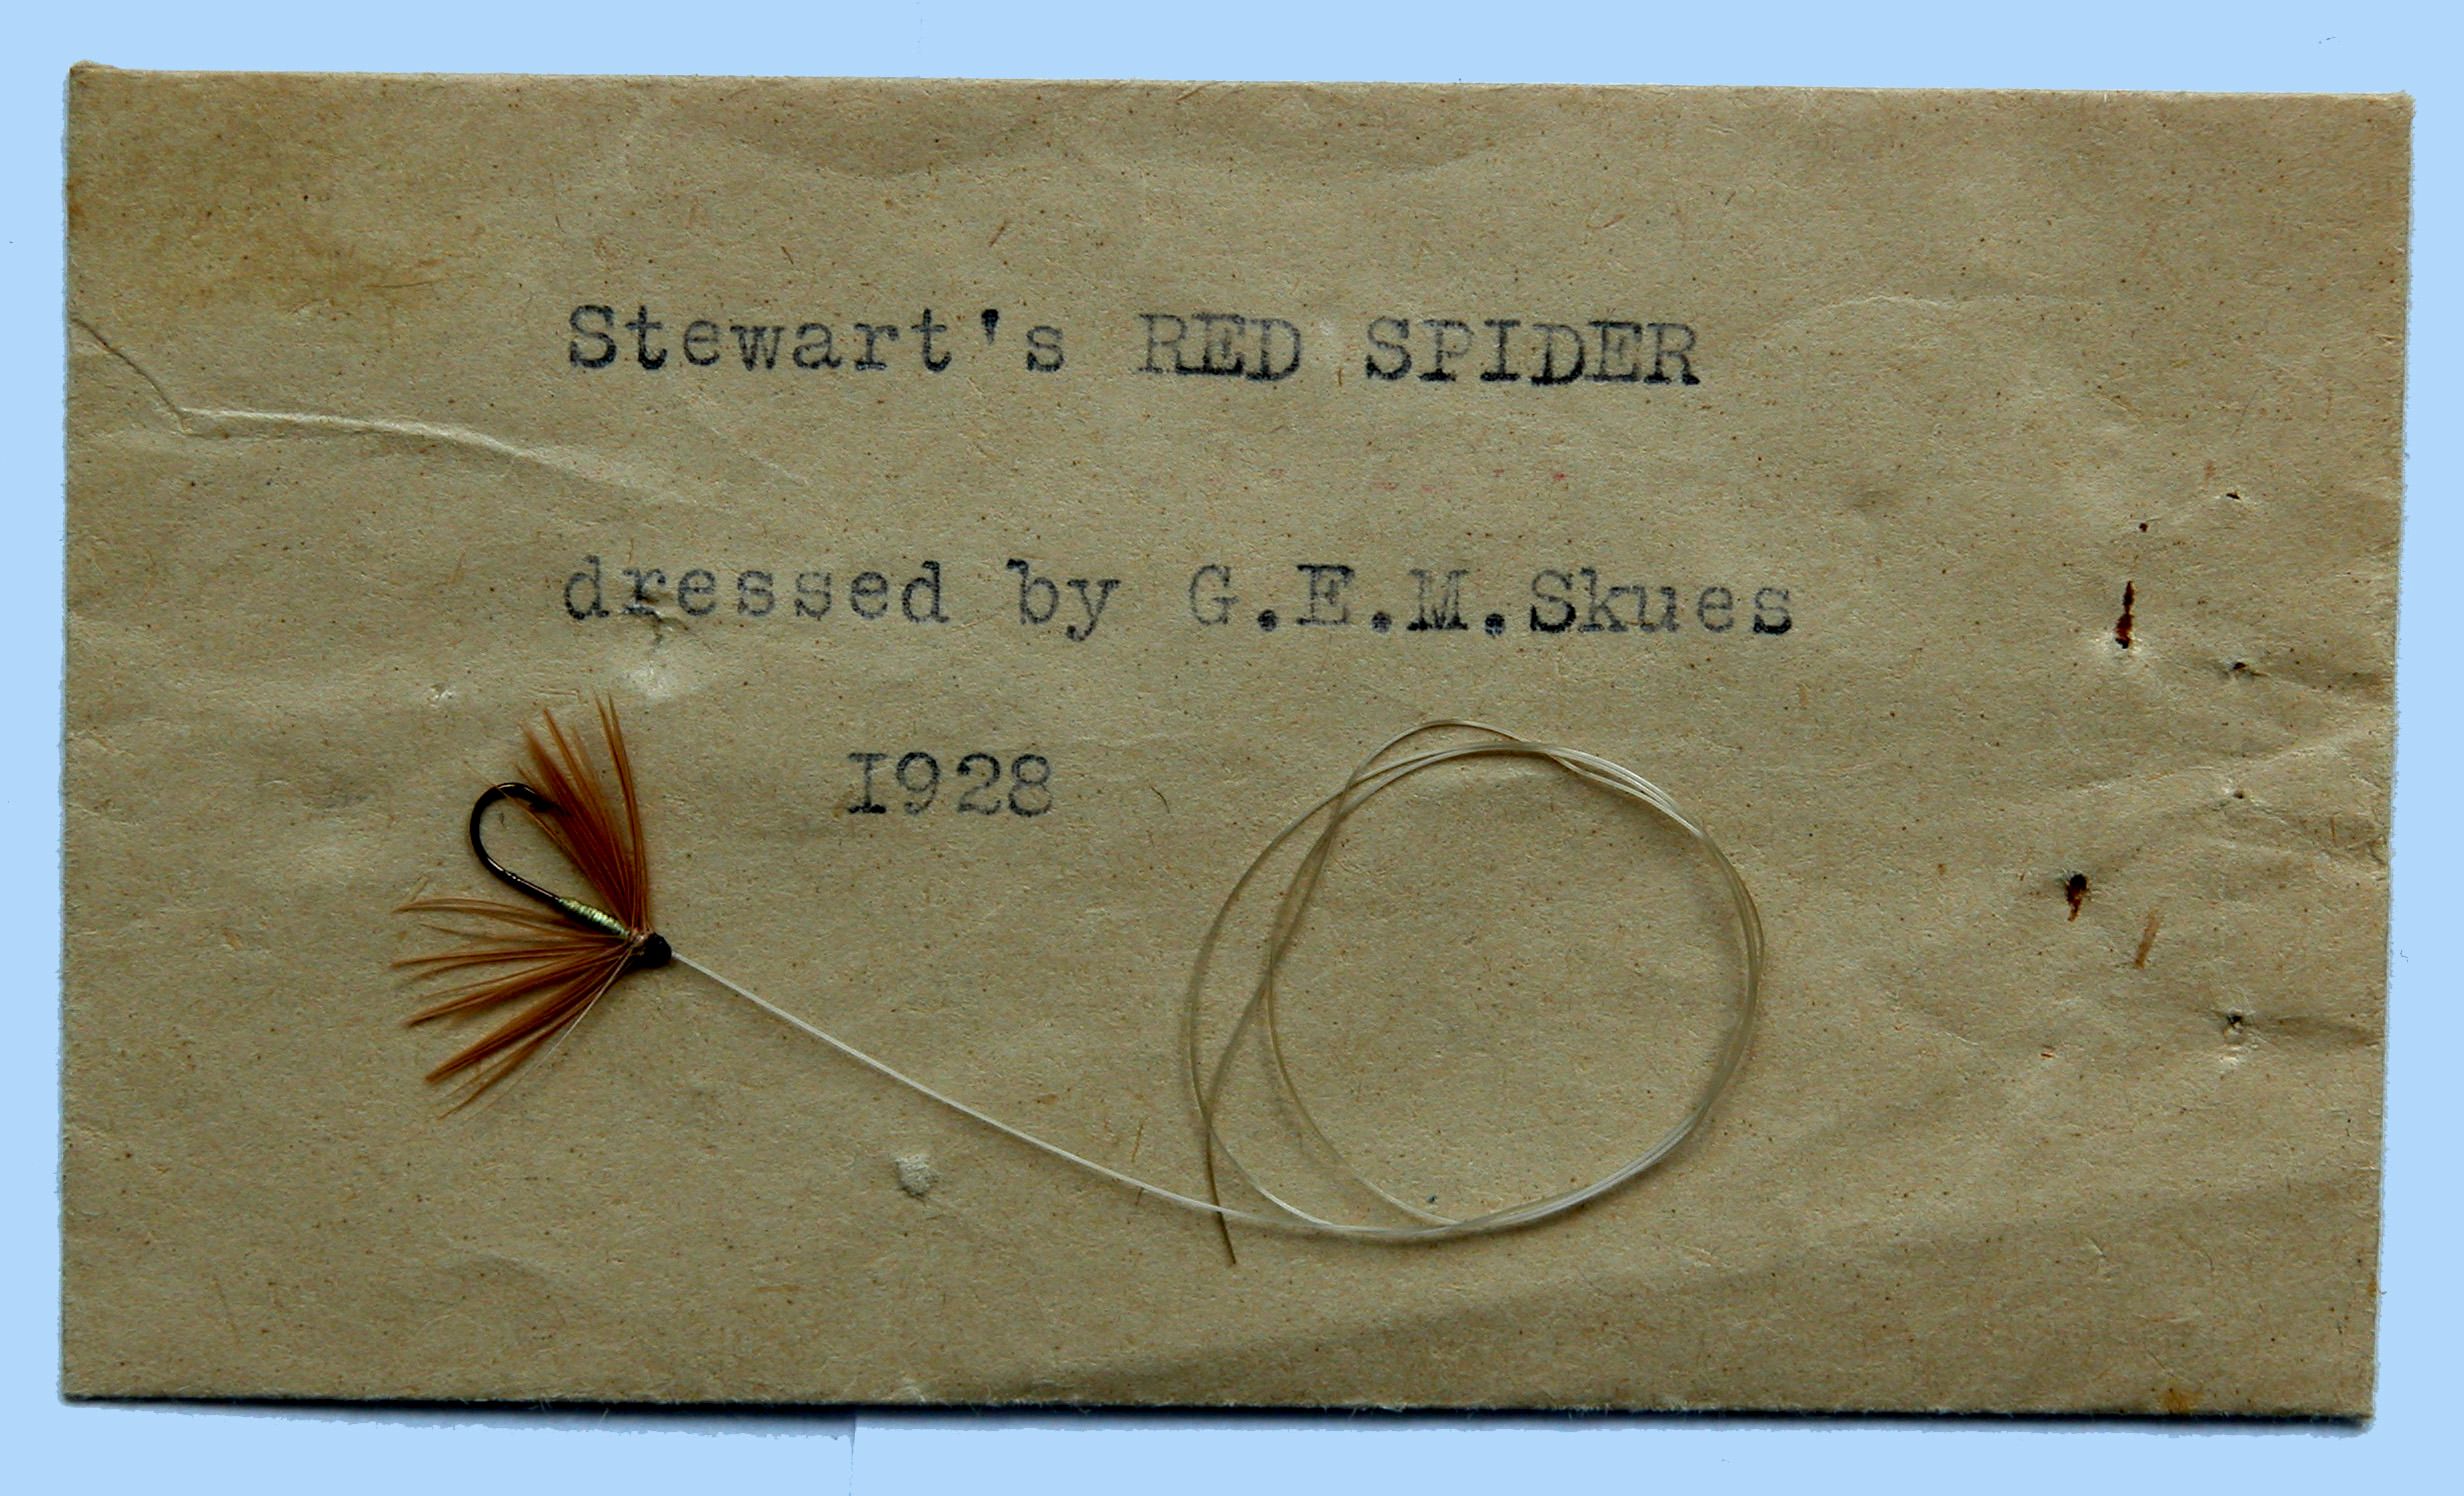 Stewart's RED SPIDER
dressed by G.E.M.Skues
I928